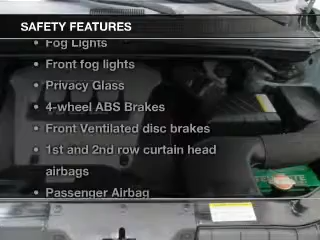 SAFETY FEATURES
• Fog Lights
• Front fog lights
• Privacy Glass
• 4-wheel ABS Brakes
• Front Ventilated disc brakes
• 1st and 2nd row curtain head
airbags
• Passenger Airbag